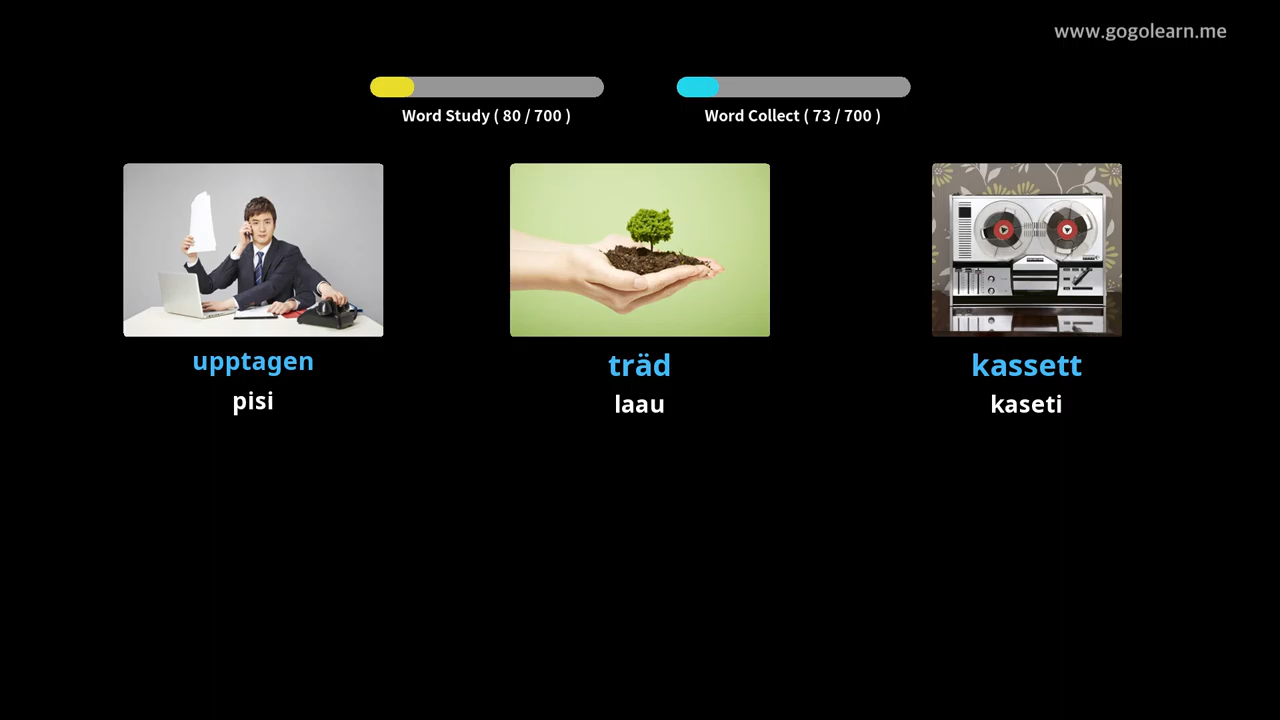 www.gogolearn.me
Word Study ( 80 / 700 )
Word Collect ( 73 / 700 )
upptagen
träd
kassett
pisi
laau
kaseti